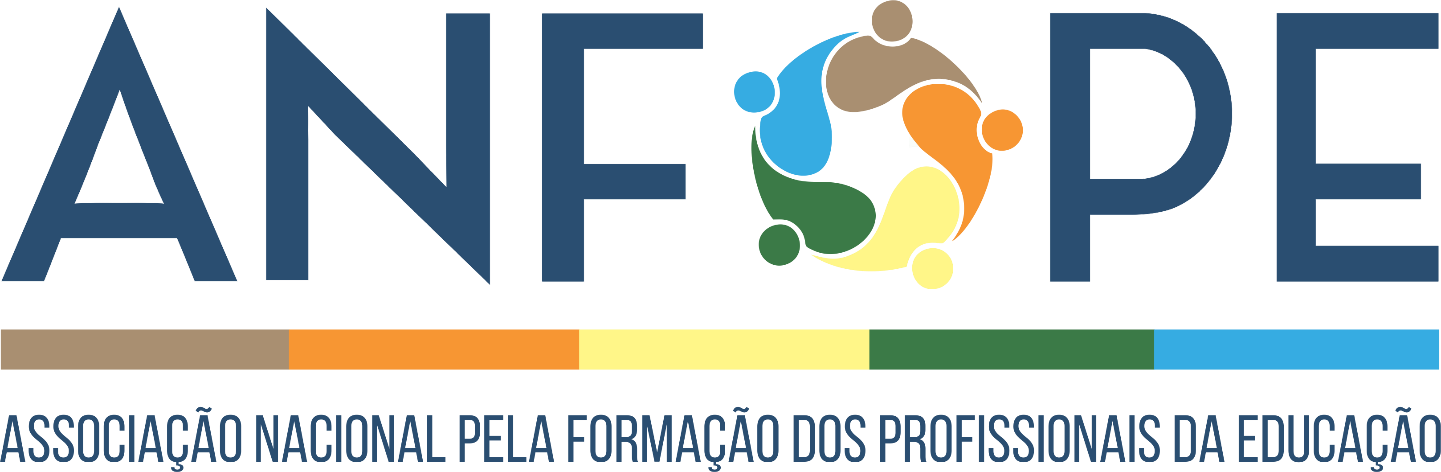 ANFOPE
ASSOCIAÇÃO NACIONAL PELA FORMAÇÃO DOS PROFISSIONAIS DA EDUCAÇÃO